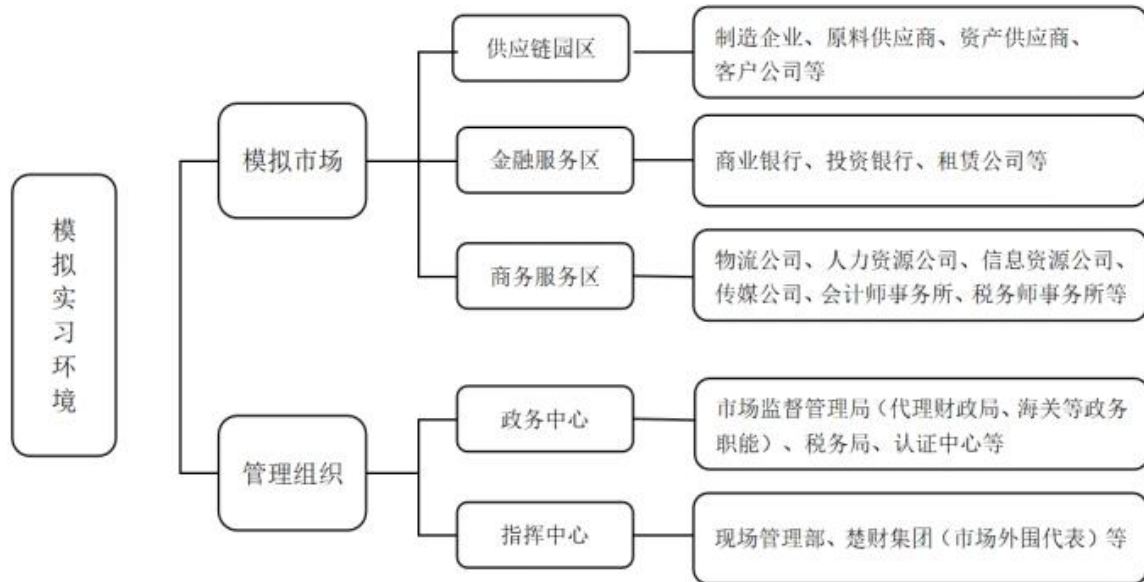 模拟实习环境
模拟市场
供应链园区
制造企业、原料供应商、资产供应商、
客户公司等
金融服务区
商业银行、投资银行、租赁公司等
商务服务区
物流公司、人力资源公司、信息资源公司、
传媒公司、会计师事务所、税务师事务所等
管理组织
政务中心
市场监督管理局（代理财政局、海关等政务
职能）、税务局、认证中心等
指挥中心
现场管理部、楚财集团（市场外围代表）等